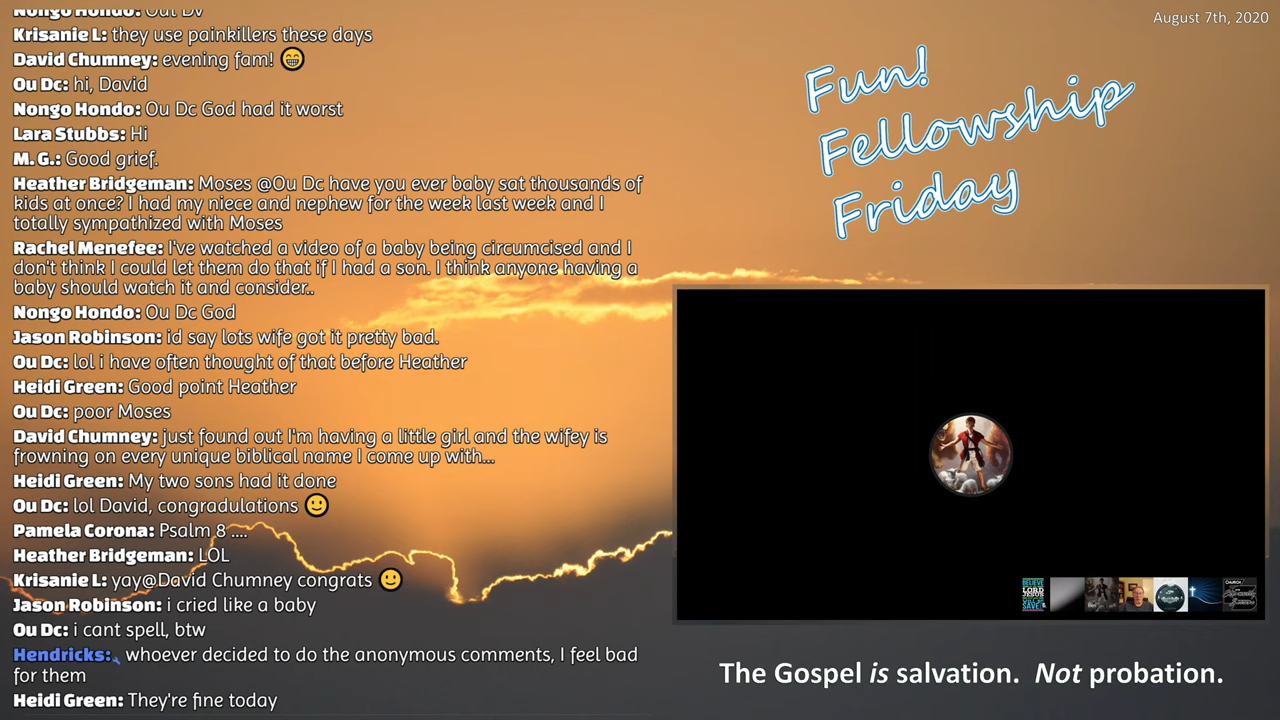 Nongo Hondo: Out Dv
Krisanie L: they use painkillers these days
David Chumney: evening fam! 😁
Ou Dc: hi, David
Nongo Hondo: Ou Dc God had it worst
Lara Stubbs: Hi
M. G.: Good grief.
Heather Bridgeman: Moses @Ou Dc have you ever baby sat thousands of
kids at once? I had my niece and nephew for the week last week and I
totally sympathized with Moses
Rachel Menefee: I've watched a video of a baby being circumcised and I
don't think I could let them do that if I had a son. I think anyone having a
baby should watch it and consider..
Nongo Hondo: Ou Dc God
Jason Robinson: id say lots wife got it pretty bad.
Ou Dc: lol i have often thought of that before Heather
Heidi Green: Good point Heather
Ou Dc: poor Moses
David Chumney: just found out I'm having a little girl and the wifey is
frowning on every unique biblical name I come up with...
Heidi Green: My two sons had it done
Ou Dc: lol David, congradulations 🙂
Pamela Corona: Psalm 8 ....
Heather Bridgeman: LOL
Krisanie L: yay@David Chumney congrats 🙂
Jason Robinson: i cried like a baby
Ou Dc: i cant spell, btw
Hendricks: whoever decided to do the anonymous comments, I feel bad
for them
Heidi Green: They're fine today
August 7th, 2020
Fun!
Fellowship
Friday
BELIEVE
LORD
JESUS
SAVE
CHURCH
The Gospel is salvation. Not probation.